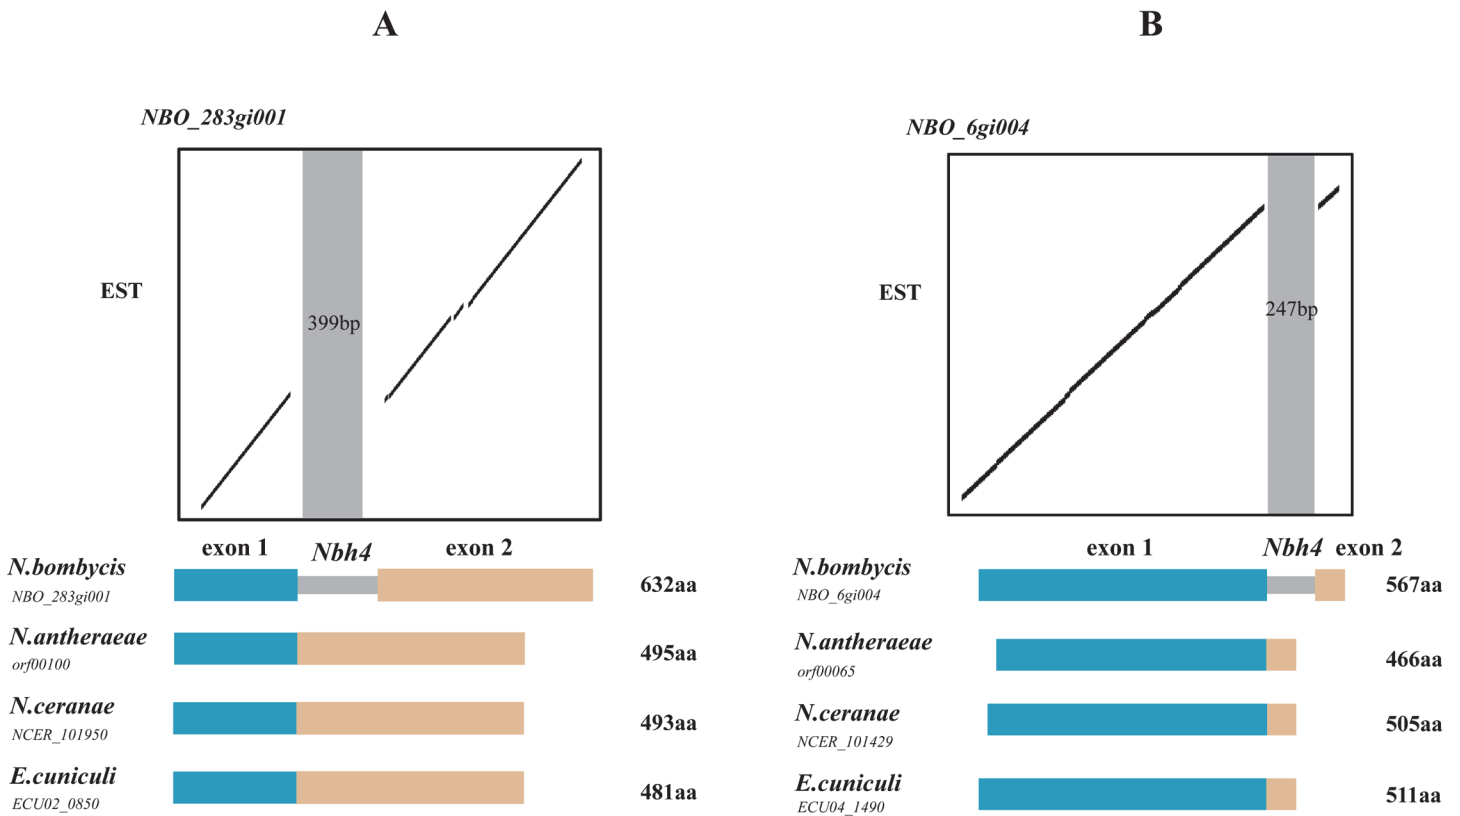 A
NBO_283gi001
EST
399bp
exon 1
Nbh4
exon 2
N.bombycis
NBO_283gi001
632aa
N.antheraeae
orf00100
495aa
N.ceranae
NCER_101950
493aa
E.cuniculi
ECU02_0850
481aa
B
NBO_6gi004
EST
247bp
exon 1
Nbh4
exon 2
N.bombycis
NBO_6gi004
567aa
N.antheraeae
orf00065
466aa
N.ceranae
NCER_101429
505aa
E.cuniculi
ECU04_1490
511aa